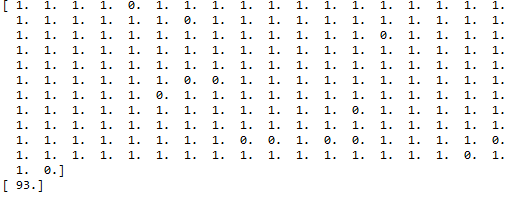 [ 1.  1.  1.  1.  0.  1.  1.  1.  1.  1.  1.  1.  1.  1.  1.  1.  1.  1.
  1.  1.  1.  1.  1.  1.  0.  1.  1.  1.  1.  1.  1.  1.  1.  1.  1.  1.
  1.  1.  1.  1.  1.  1.  1.  1.  1.  1.  1.  1.  1.  0.  1.  1.  1.  1.
  1.  1.  1.  1.  1.  1.  1.  1.  1.  1.  1.  1.  1.  1.  1.  1.  1.  1.
  1.  1.  1.  1.  1.  1.  1.  1.  1.  1.  1.  1.  1.  1.  1.  1.  1.  1.
  1.  1.  1.  1.  1.  1.  0.  0.  1.  1.  1.  1.  1.  1.  1.  1.  1.  1.
  1.  1.  1.  1.  1.  0.  1.  1.  1.  1.  1.  1.  1.  1.  1.  1.  1.  1.
  1.  1.  1.  1.  1.  1.  1.  1.  1.  1.  1.  1.  0.  1.  1.  1.  1.  1.
  1.  1.  1.  1.  1.  1.  1.  1.  1.  1.  1.  1.  1.  1.  1.  1.  1.  1.
  1.  1.  1.  1.  1.  1.  1.  1.  0.  0.  1.  0.  0.  1.  1.  1.  1.  0.
  1.  1.  1.  1.  1.  1.  1.  1.  1.  1.  1.  1.  1.  1.  1.  1.  0.  1.
  1.  0.]
[ 93.]